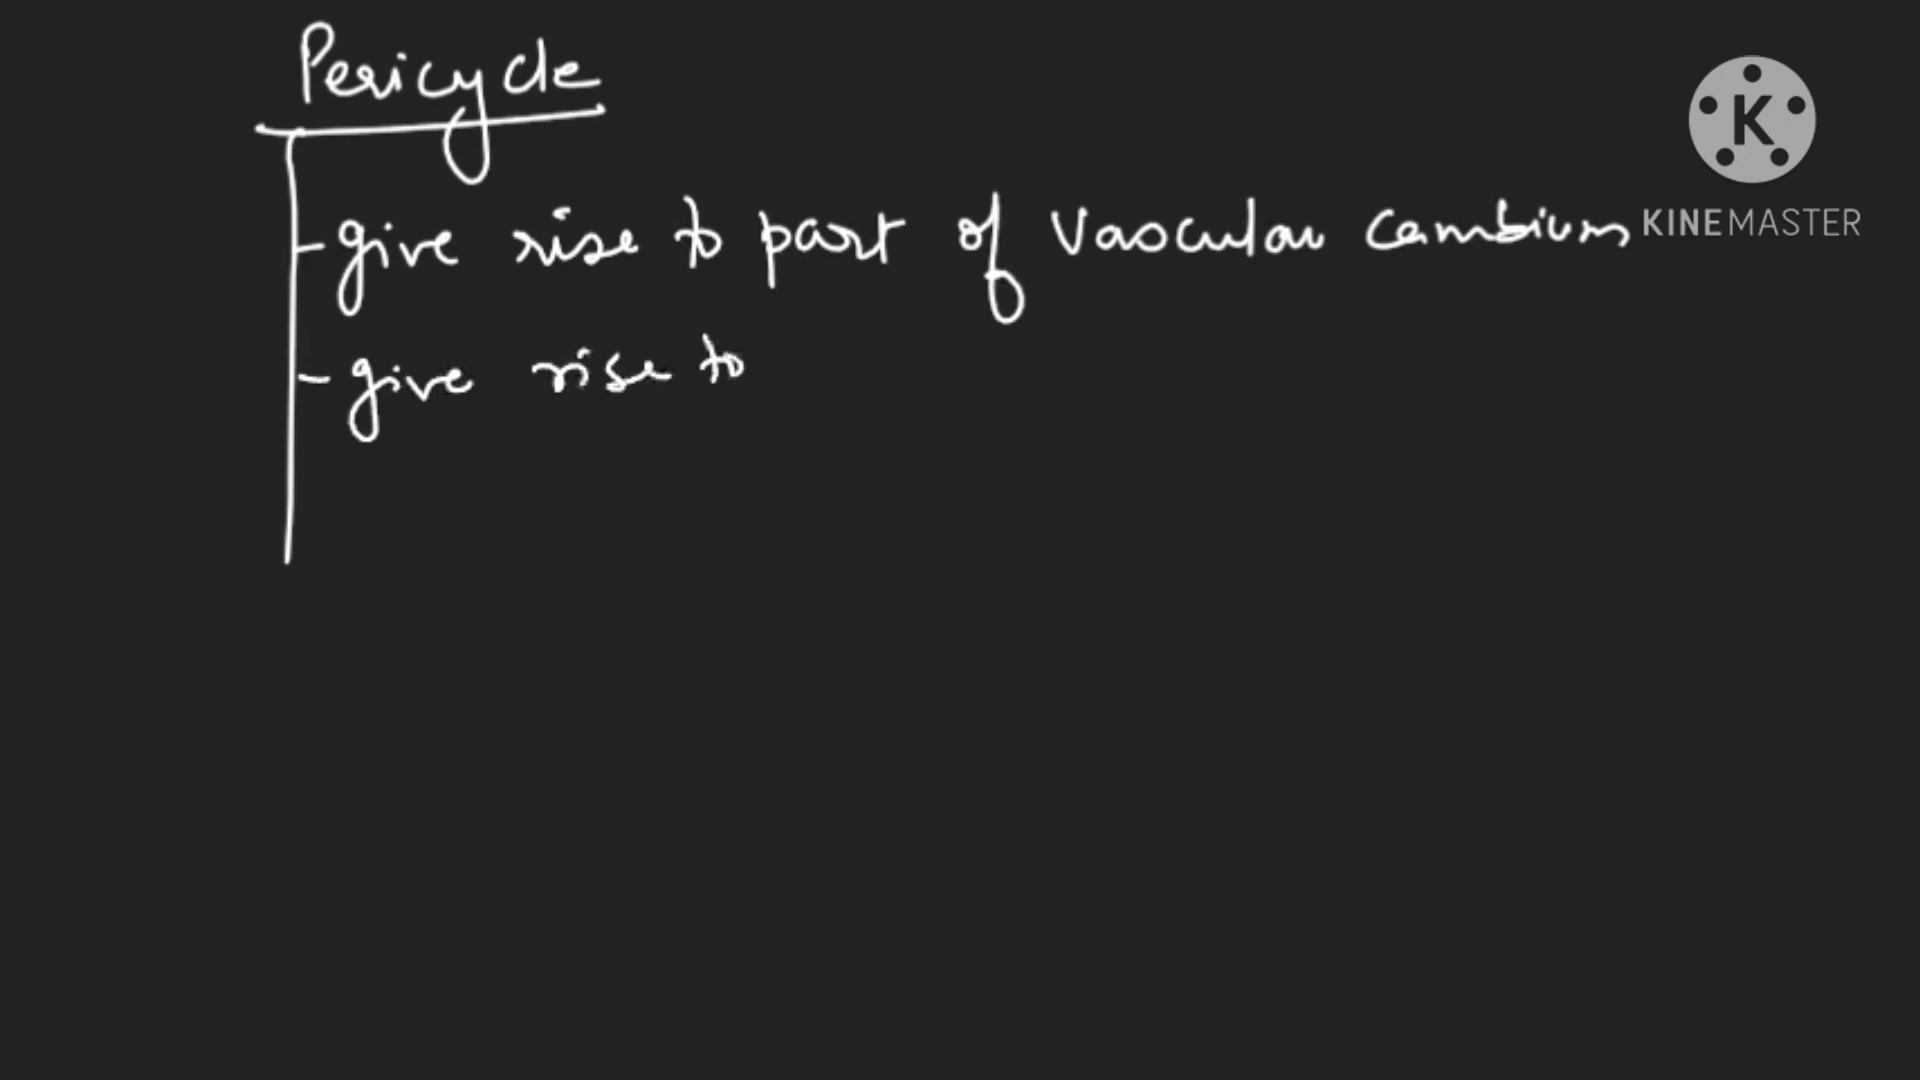 Pericycle
K
- give rise to part of Vascular Cambium
KINEMASTER
- give rise to